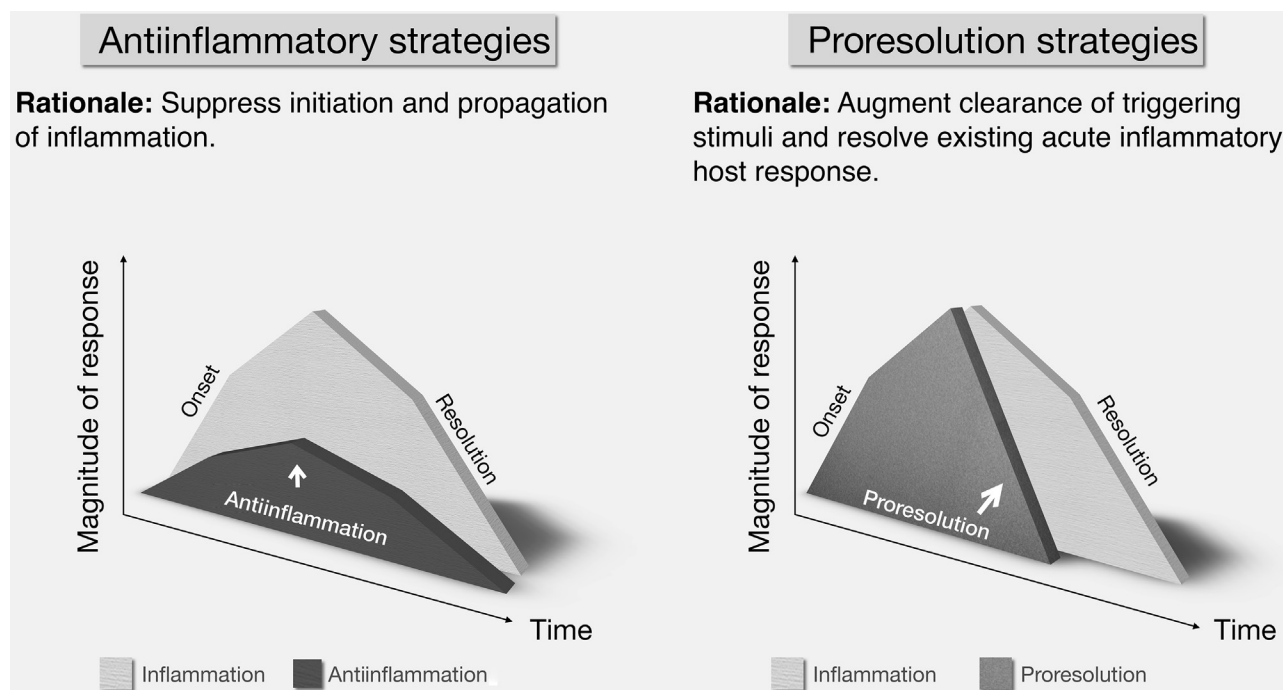 Antiinflammatory strategies
Rationale: Suppress initiation and propagation
of inflammation.
Magnitude of response
Onset
Resolution
Antiinflammation
Time
Inflammation
Antiinflammation
Proresolution strategies
Rationale: Augment clearance of triggering
stimuli and resolve existing acute inflammatory
host response.
Magnitude of response
Onset
Resolution
Proresolution
Time
Inflammation
Proresolution